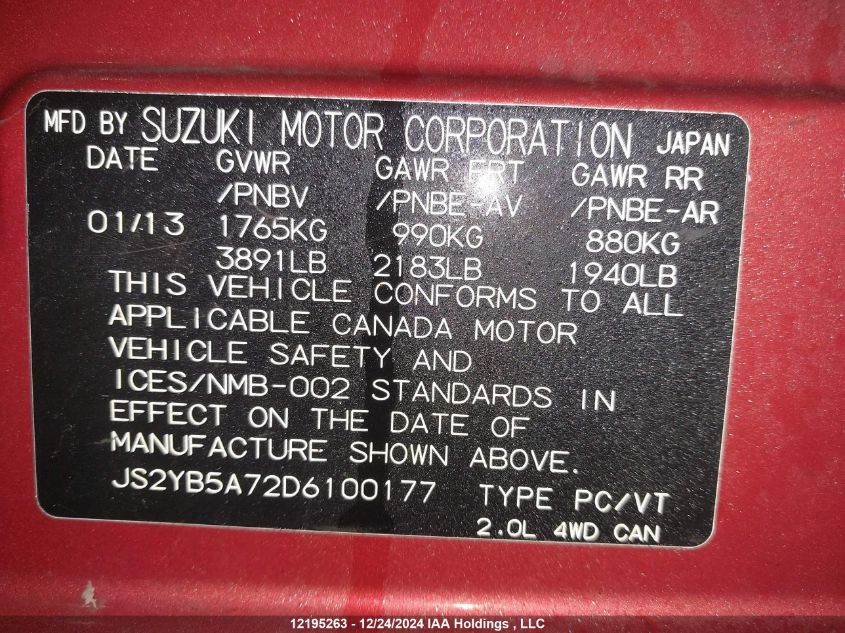 MFD BY SUZUKI MOTOR CORPORATION JAPAN
DATE GVWR GAWR FRT GAWR RR
/PNBV /PNBE-AV /PNBE-AR
01/13 1765KG 990KG 880KG
3891LB 2183LB 1940LB
THIS VEHICLE CONFORMS TO ALL
APPLICABLE CANADA MOTOR
VEHICLE SAFETY AND
ICES/NMB-002 STANDARDS IN
EFFECT ON THE DATE OF
MANUFACTURE SHOWN ABOVE.
JS2YB5A72D6100177 TYPE PC/VT
2.0L 4WD CAN
12195263 - 12/24/2024 IAA Holdings , LLC